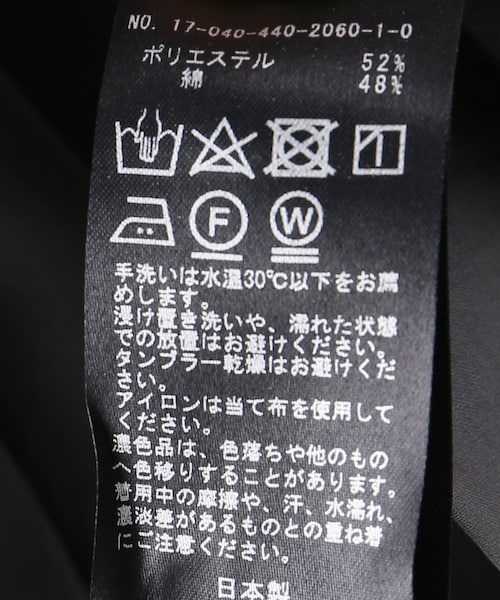 NO. 17-040-440-2060-1-0
ポリエステル 52%
綿 48%
F W
手洗いは水温30℃以下をお薦
めします。
浸け置き洗いや、濡れた状態
での放置はお避けください。
タンブラー乾燥はお避けくだ
さい。
アイロンは当て布を使用して
ください。
濃色品は、色落ちや他のもの
へ色移りすることがあります。
着用中の摩擦や、汗、水濡れ、
濃淡差があるものとの重ね着
にご注意ください。
日本製